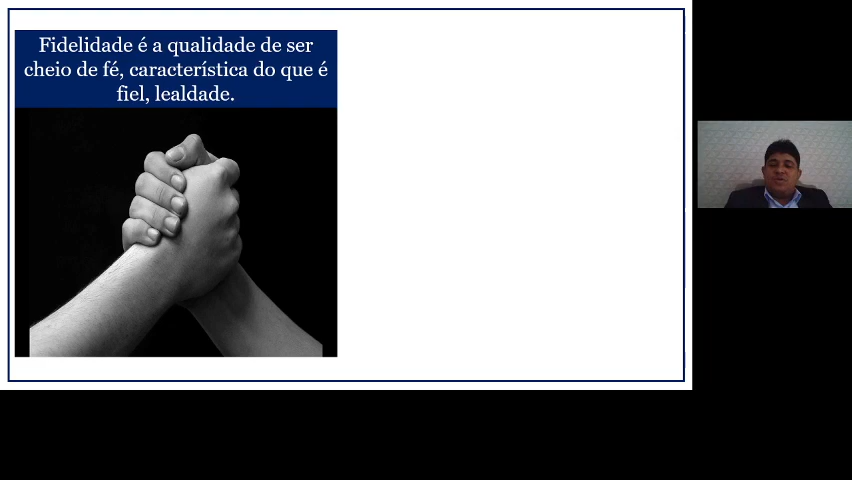 Fidelidade é a qualidade de ser
cheio de fé, característica do que é
fiel, lealdade.